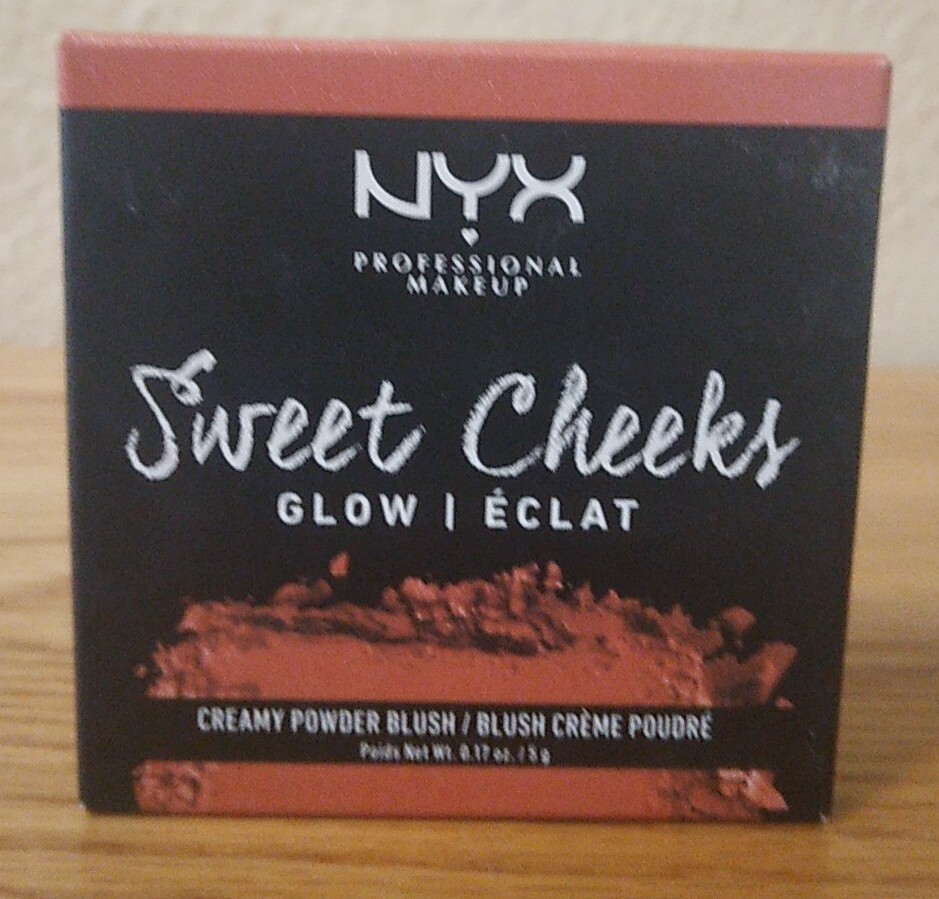 NYX
PROFESSIONAL
MAKEUP
Sweet Cheeks
GLOW | ÉCLAT
CREAMY POWDER BLUSH / BLUSH CRÈME POUDRÉ
Poids Net Wt. 0.17 oz. / 5 g